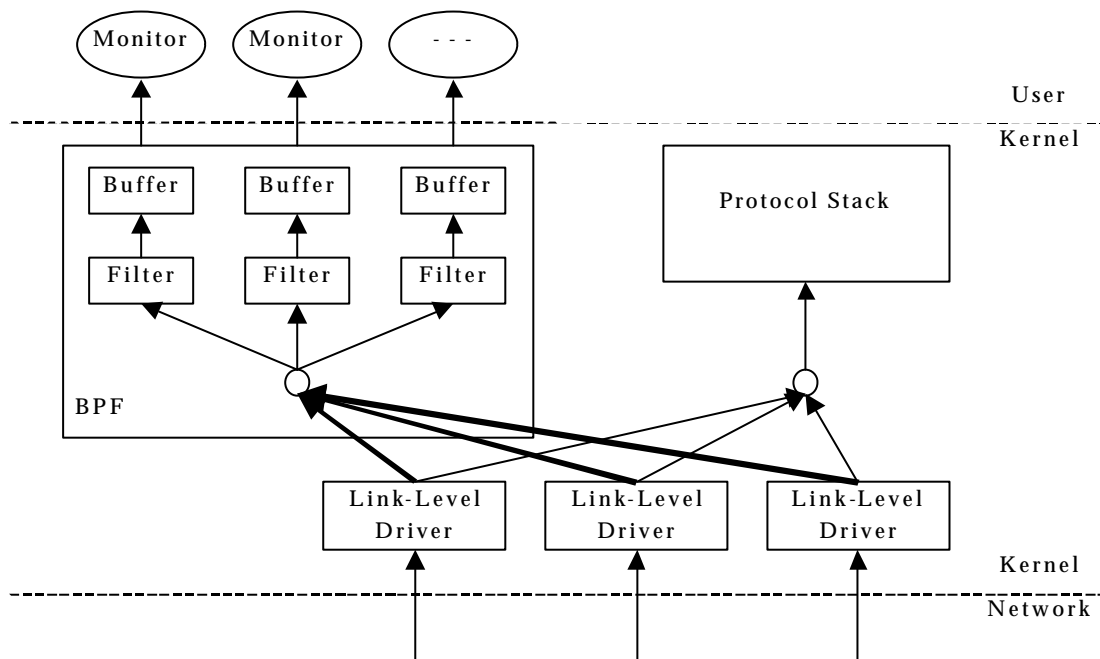 Monitor Monitor - - -
User
Kernel
Buffer Buffer Buffer
Protocol Stack
Filter Filter Filter
BPF
Link-Level Link-Level Link-Level
Driver Driver Driver
Kernel
Network